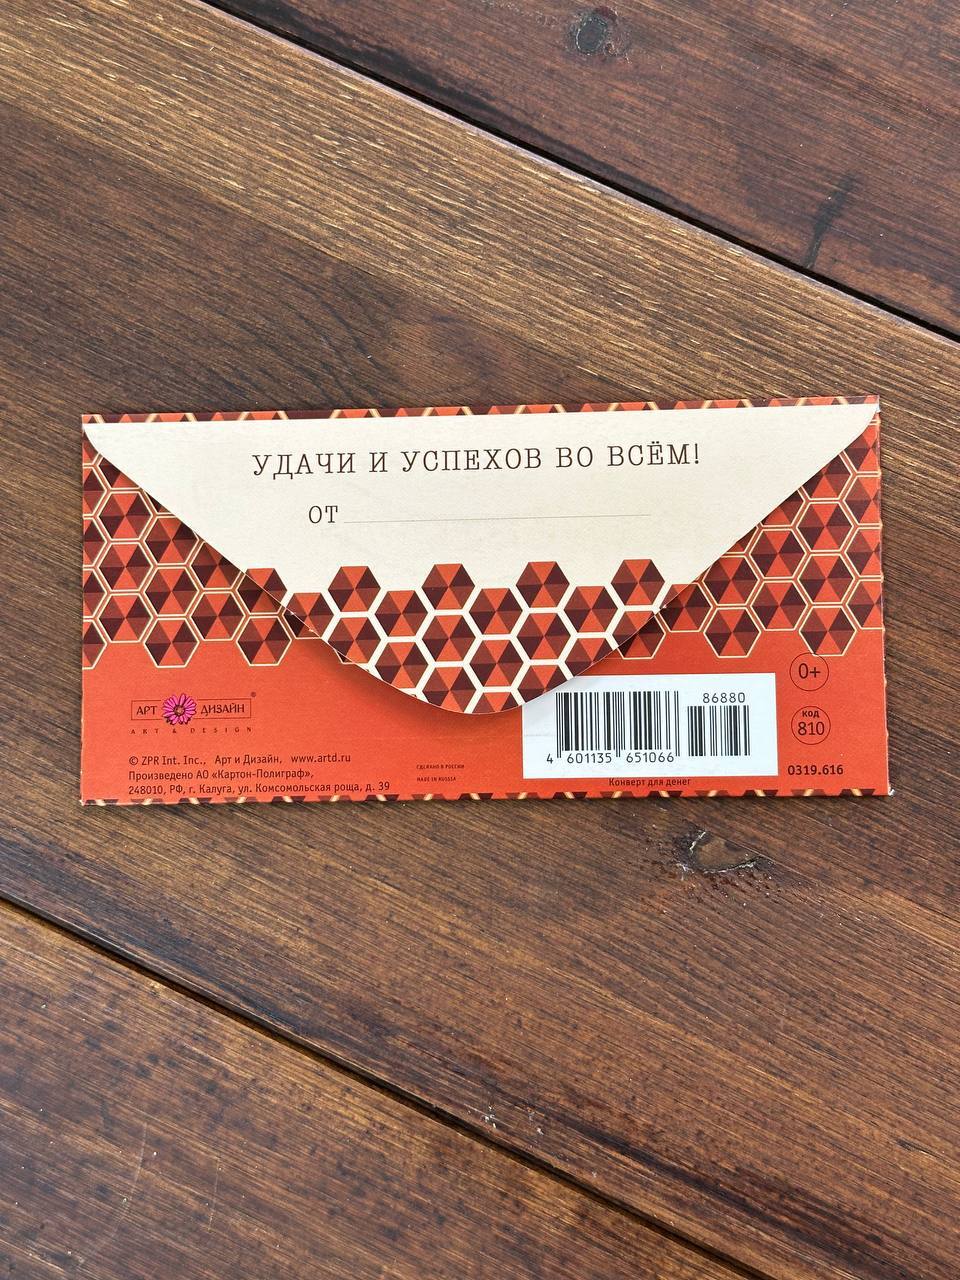 УДАЧИ И УСПЕХОВ ВО ВСЁМ!
ОТ
АРТ ДИЗАЙН ®
ART & DESIGN
© ZPR Int. Inc., Арт и Дизайн, www.artd.ru
Произведено АО «Картон-Полиграф»,
248010, РФ, г. Калуга, ул. Комсомольская роща, д. 39
СДЕЛАНО В РОССИИ
MADE IN RUSSIA
86880
4 601135 651066
Конверт для денег
0+
код
810
0319.616